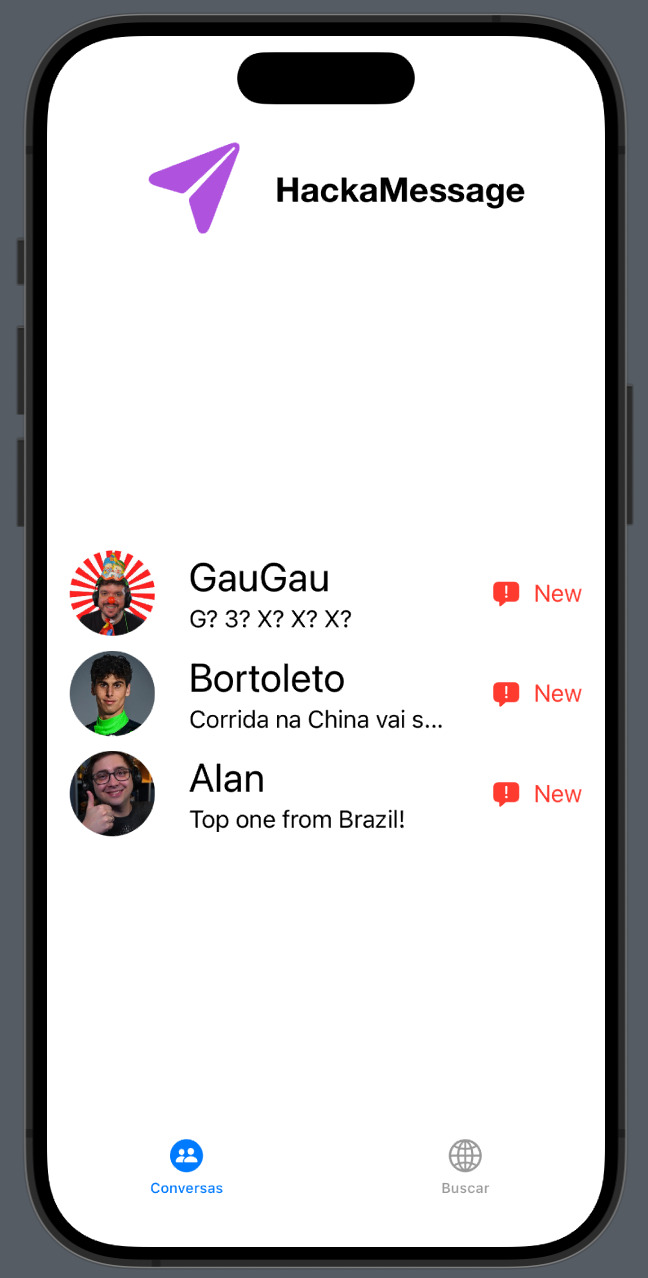 HackaMessage
GauGau
G? 3? X? X? X?
New
Bortoleto
Corrida na China vai s...
New
Alan
Top one from Brazil!
New
Conversas
Buscar